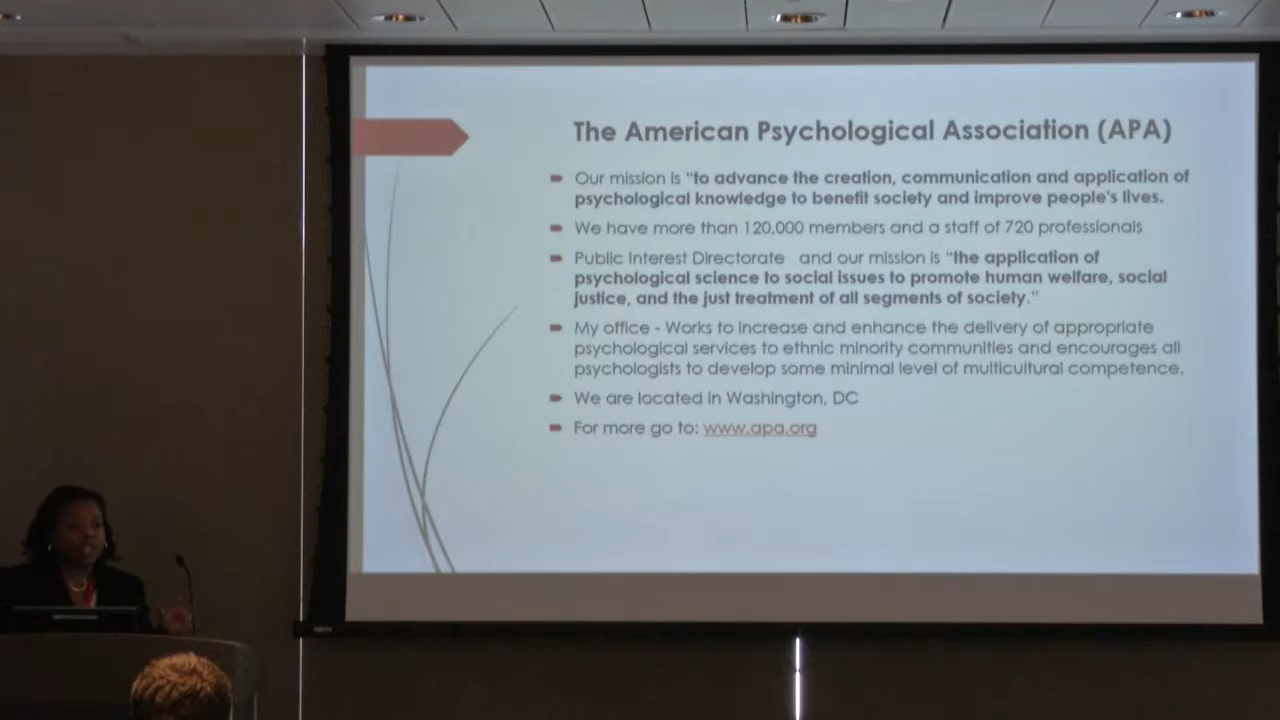 The American Psychological Association (APA)
Our mission is "to advance the creation, communication and application of
psychological knowledge to benefit society and improve people's lives.
We have more than 120,000 members and a staff of 720 professionals
Public Interest Directorate and our mission is "the application of
psychological science to social issues to promote human welfare, social
justice, and the just treatment of all segments of society."
My office - Works to increase and enhance the delivery of appropriate
psychological services to ethnic minority communities and encourages all
psychologists to develop some minimal level of multicultural competence.
We are located in Washington, DC
For more go to: www.apa.org